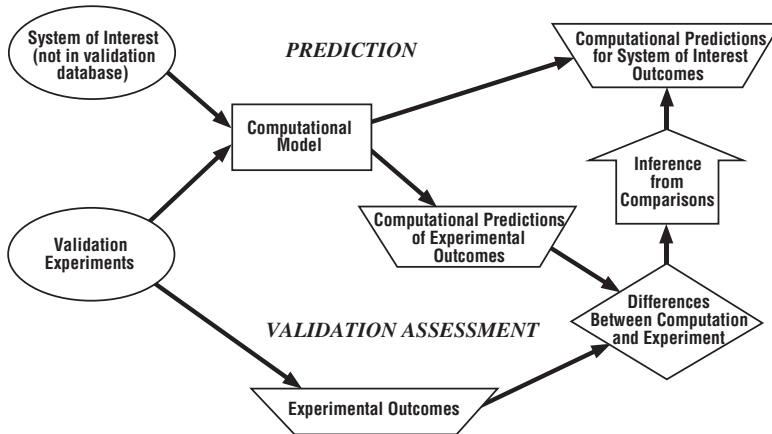 System of Interest
(not in validation
database)
PREDICTION
Computational Predictions
for System of Interest
Outcomes
Computational
Model
Inference
from
Comparisons
Validation
Experiments
Computational Predictions
of Experimental
Outcomes
Differences
Between Computation
and Experiment
VALIDATION ASSESSMENT
Experimental Outcomes